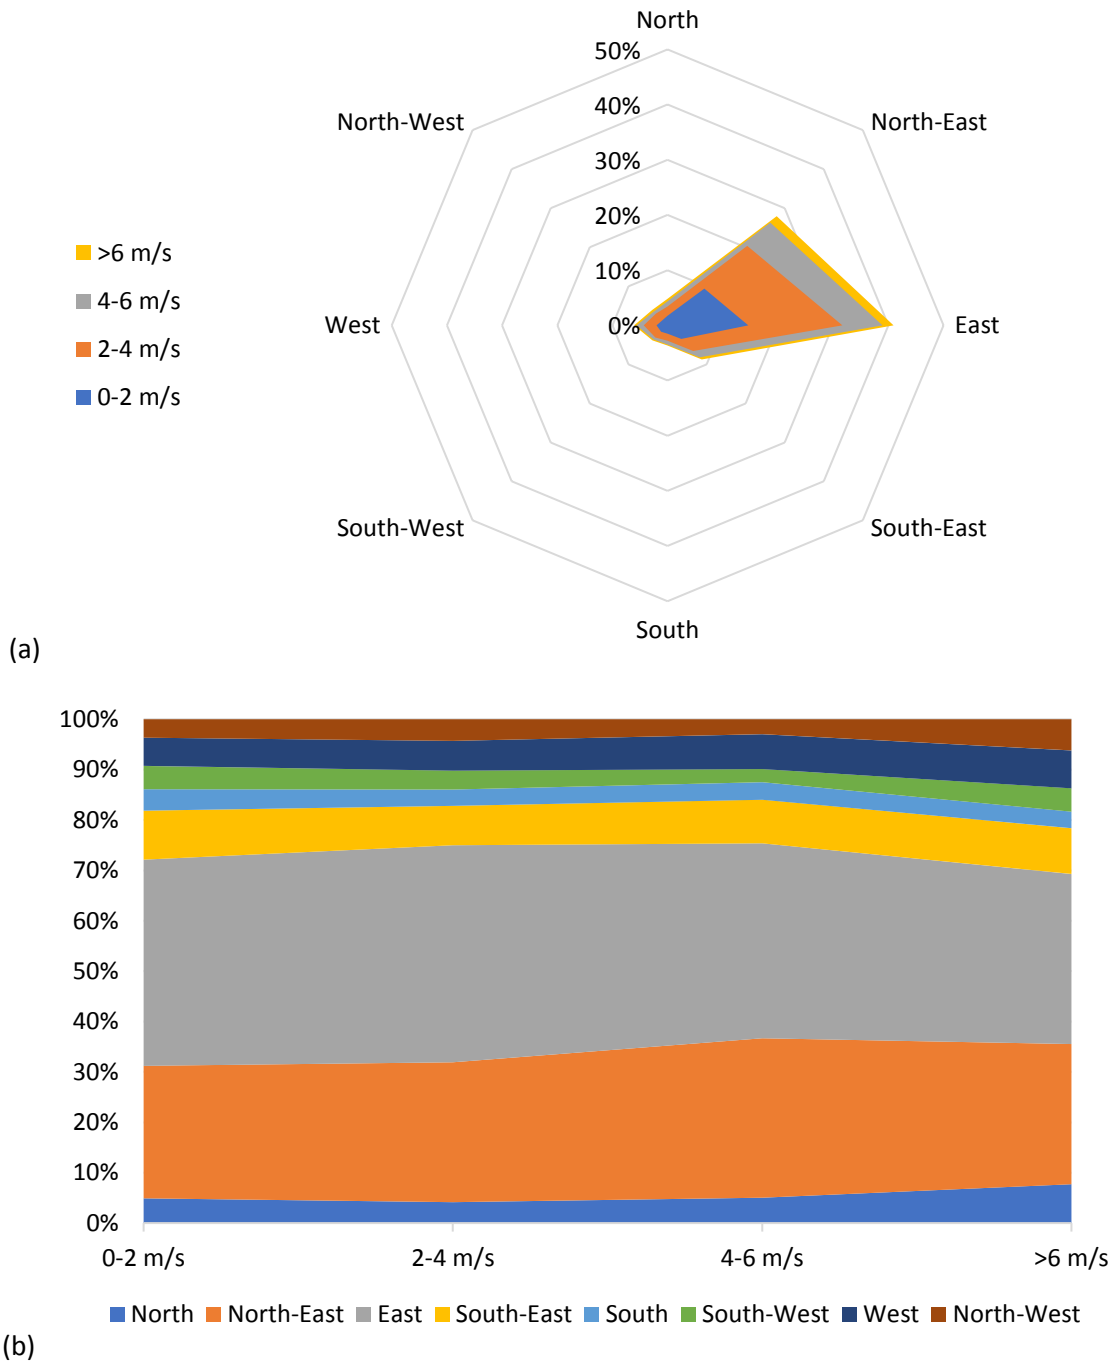 North
50%
40%
North-West
North-East
30%
20%
>6 m/s
10%
4-6 m/s
West
0%
East
2-4 m/s
0-2 m/s
South-West
South-East
South
(a)
100%
90%
80%
70%
60%
50%
40%
30%
20%
10%
0%
0-2 m/s 2-4 m/s 4-6 m/s >6 m/s
North North-East East South-East South South-West West North-West
(b)